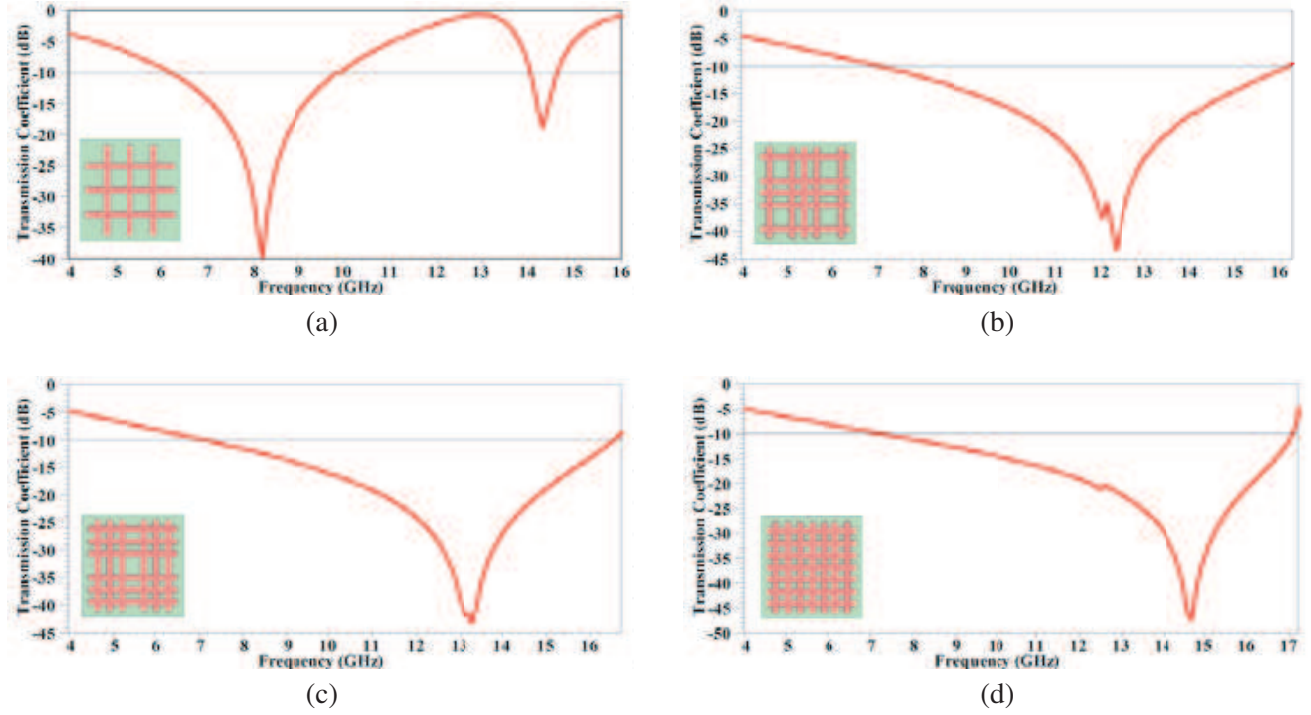 0
-5
-10
-15
-20
-25
-30
-35
-40
Transmission Coefficient (dB)
4 5 6 7 8 9 10 11 12 13 14 15 16
Frequency (GHz)
(a)
0
-5
-10
-15
-20
-25
-30
-35
-40
-45
Transmission Coefficient (dB)
4 5 6 7 8 9 10 11 12 13 14 15 16
Frequency (GHz)
(b)
0
-5
-10
-15
-20
-25
-30
-35
-40
-45
Transmission Coefficient (dB)
4 5 6 7 8 9 10 11 12 13 14 15 16
Frequency (GHz)
(c)
0
-5
-10
-15
-20
-25
-30
-35
-40
-45
-50
Transmission Coefficient (dB)
4 5 6 7 8 9 10 11 12 13 14 15 16 17
Frequency (GHz)
(d)